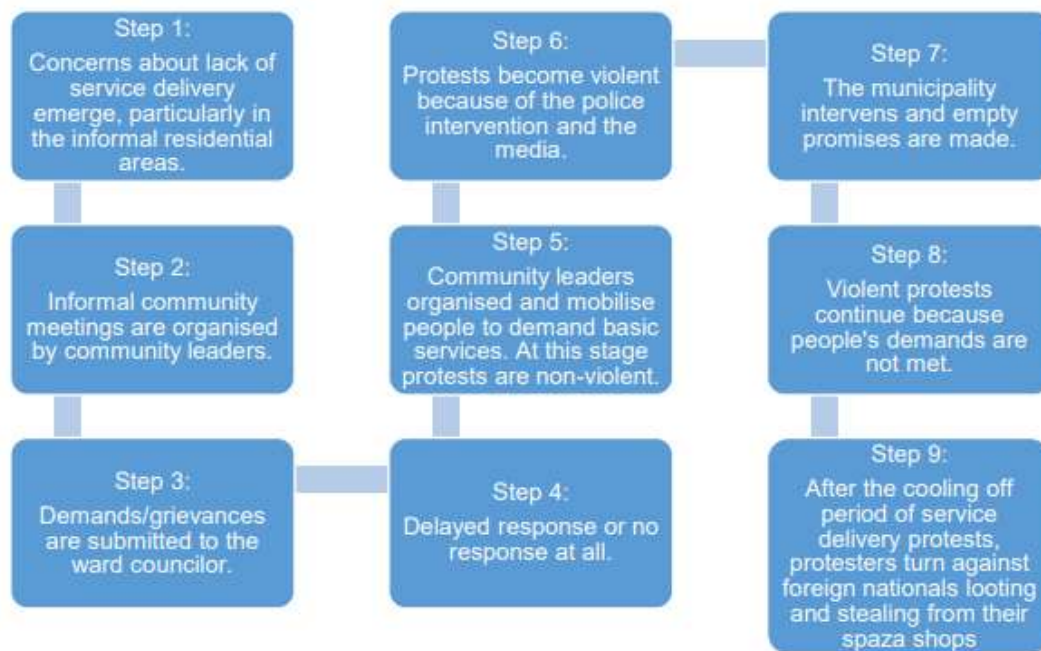 Step 1:
Concerns about lack of
service delivery
emerge, particularly in
the informal residential
areas.
Step 2:
Informal community
meetings are organised
by community leaders.
Step 3:
Demands/grievances
are submitted to the
ward councilor.
Step 4:
Delayed response or no
response at all.
Step 5:
Community leaders
organised and mobilise
people to demand basic
services. At this stage
protests are non-violent.
Step 6:
Protests become violent
because of the police
intervention and the
media.
Step 7:
The municipality
intervens and empty
promises are made.
Step 8:
Violent protests
continue because
people's demands are
not met.
Step 9:
After the cooling off
period of service
delivery protests,
protesters turn against
foreign nationals looting
and stealing from their
spaza shops